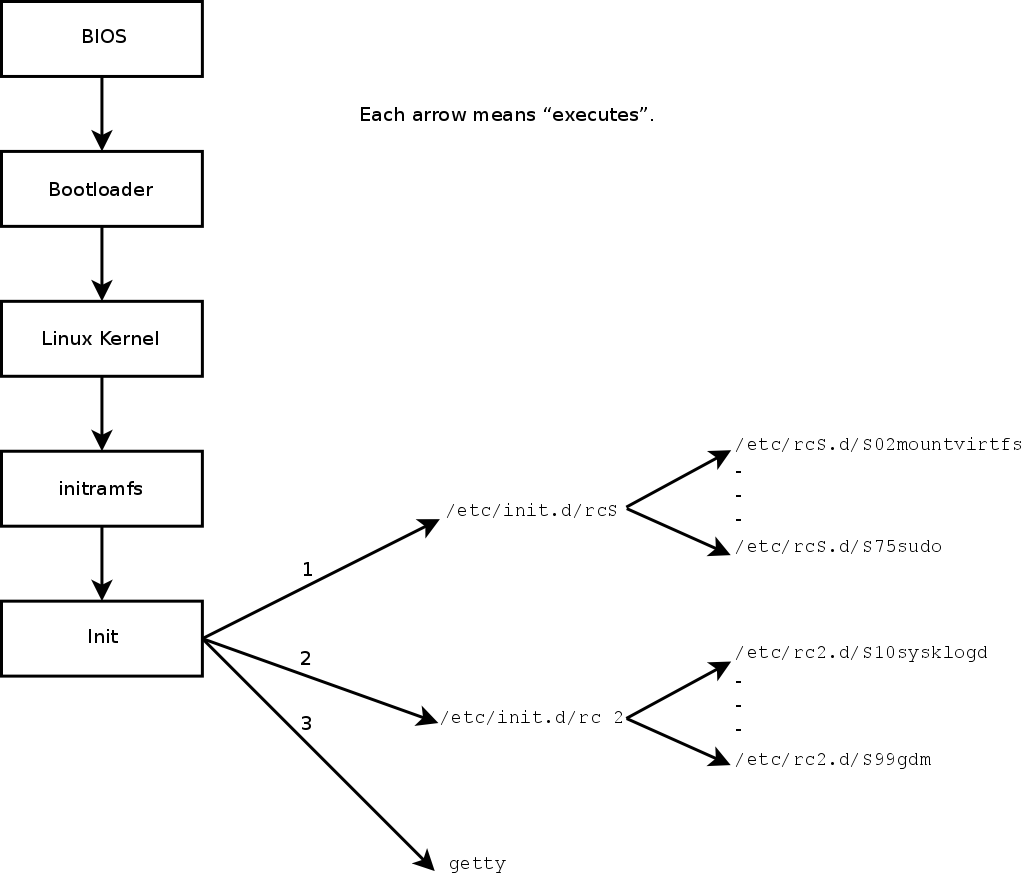 BIOS
Each arrow means “executes”.
Bootloader
Linux Kernel
initramfs
Init
1
2
3
/etc/init.d/rcS
/etc/rcS.d/S02mountvirtfs
-
-
-
/etc/rcS.d/S75sudo
/etc/init.d/rc 2
/etc/rc2.d/S10sysklogd
-
-
-
/etc/rc2.d/S99gdm
getty